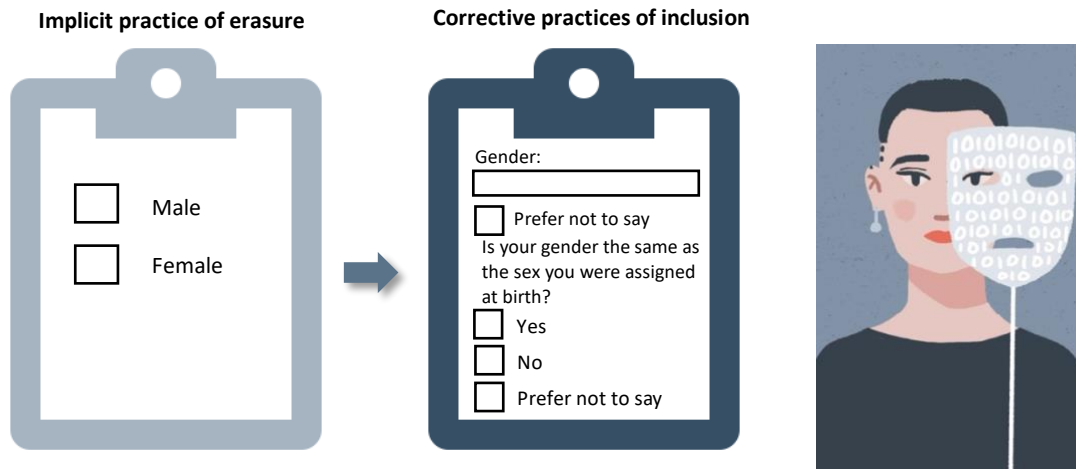 Implicit practice of erasure
Male
Female
Corrective practices of inclusion
Gender:
Prefer not to say
Is your gender the same as
the sex you were assigned
at birth?
Yes
No
Prefer not to say